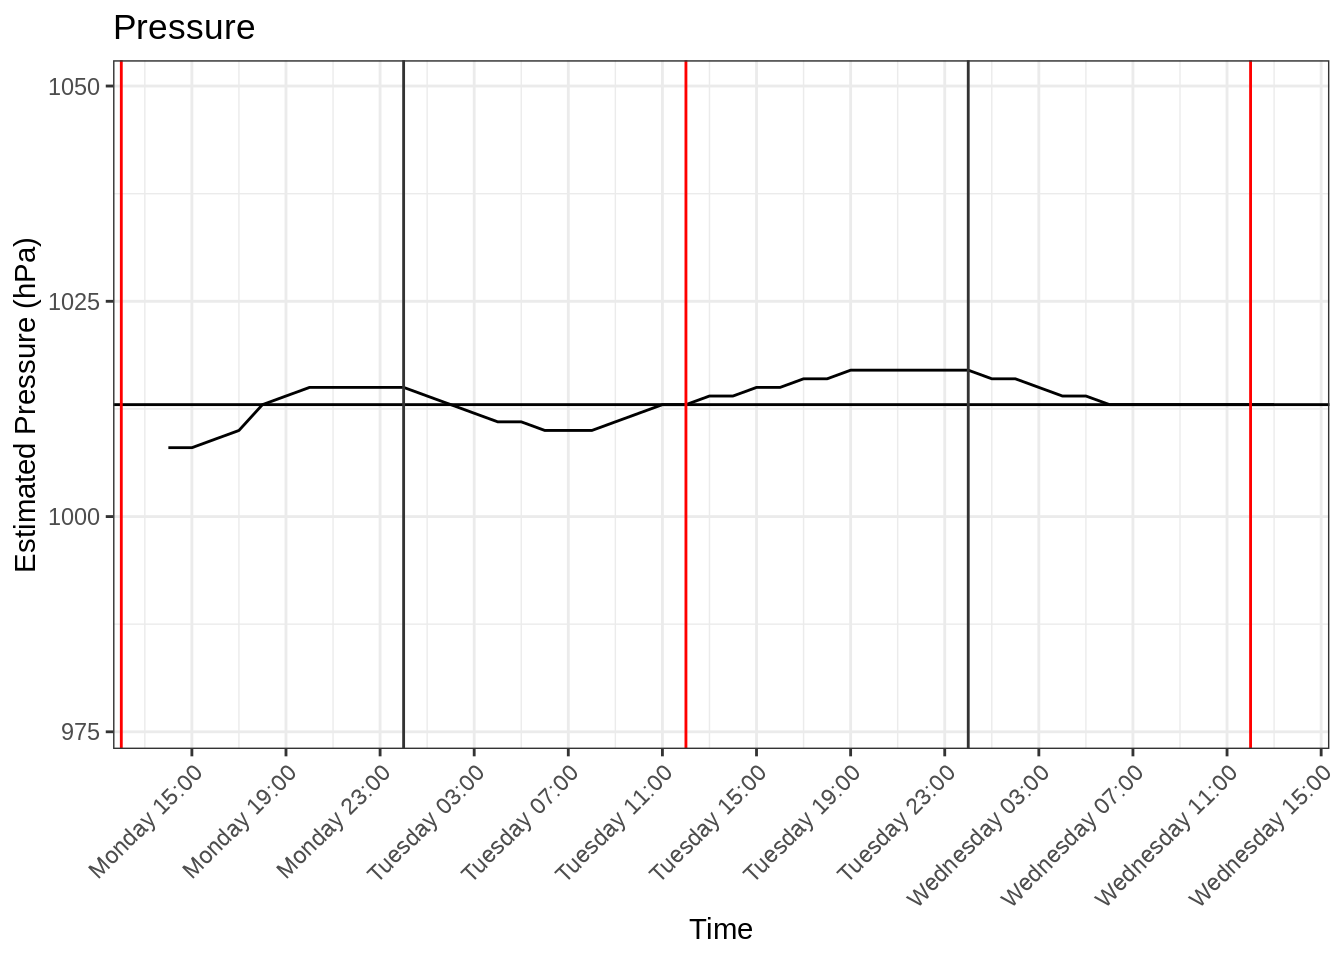 Pressure
Estimated Pressure (hPa)
1050
1025
1000
975
Monday 15:00
Monday 19:00
Monday 23:00
Tuesday 03:00
Tuesday 07:00
Tuesday 11:00
Tuesday 15:00
Tuesday 19:00
Tuesday 23:00
Wednesday 03:00
Wednesday 07:00
Wednesday 11:00
Wednesday 15:00
Time